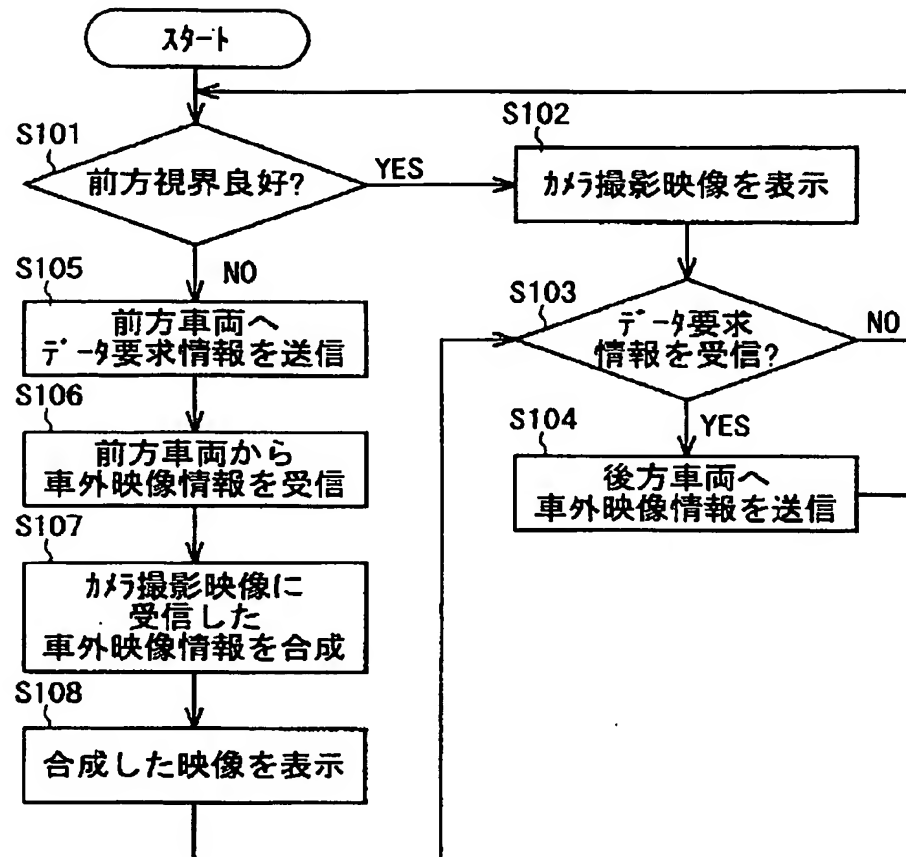 スタート
S101
前方視界良好?
YES
NO
S102
カメラ撮影映像を表示
S103
データ要求
情報を受信?
NO
YES
S104
後方車両へ
車外映像情報を送信
S105
前方車両へ
データ要求情報を送信
S106
前方車両から
車外映像情報を受信
S107
カメラ撮影映像に
受信した
車外映像情報を合成
S108
合成した映像を表示